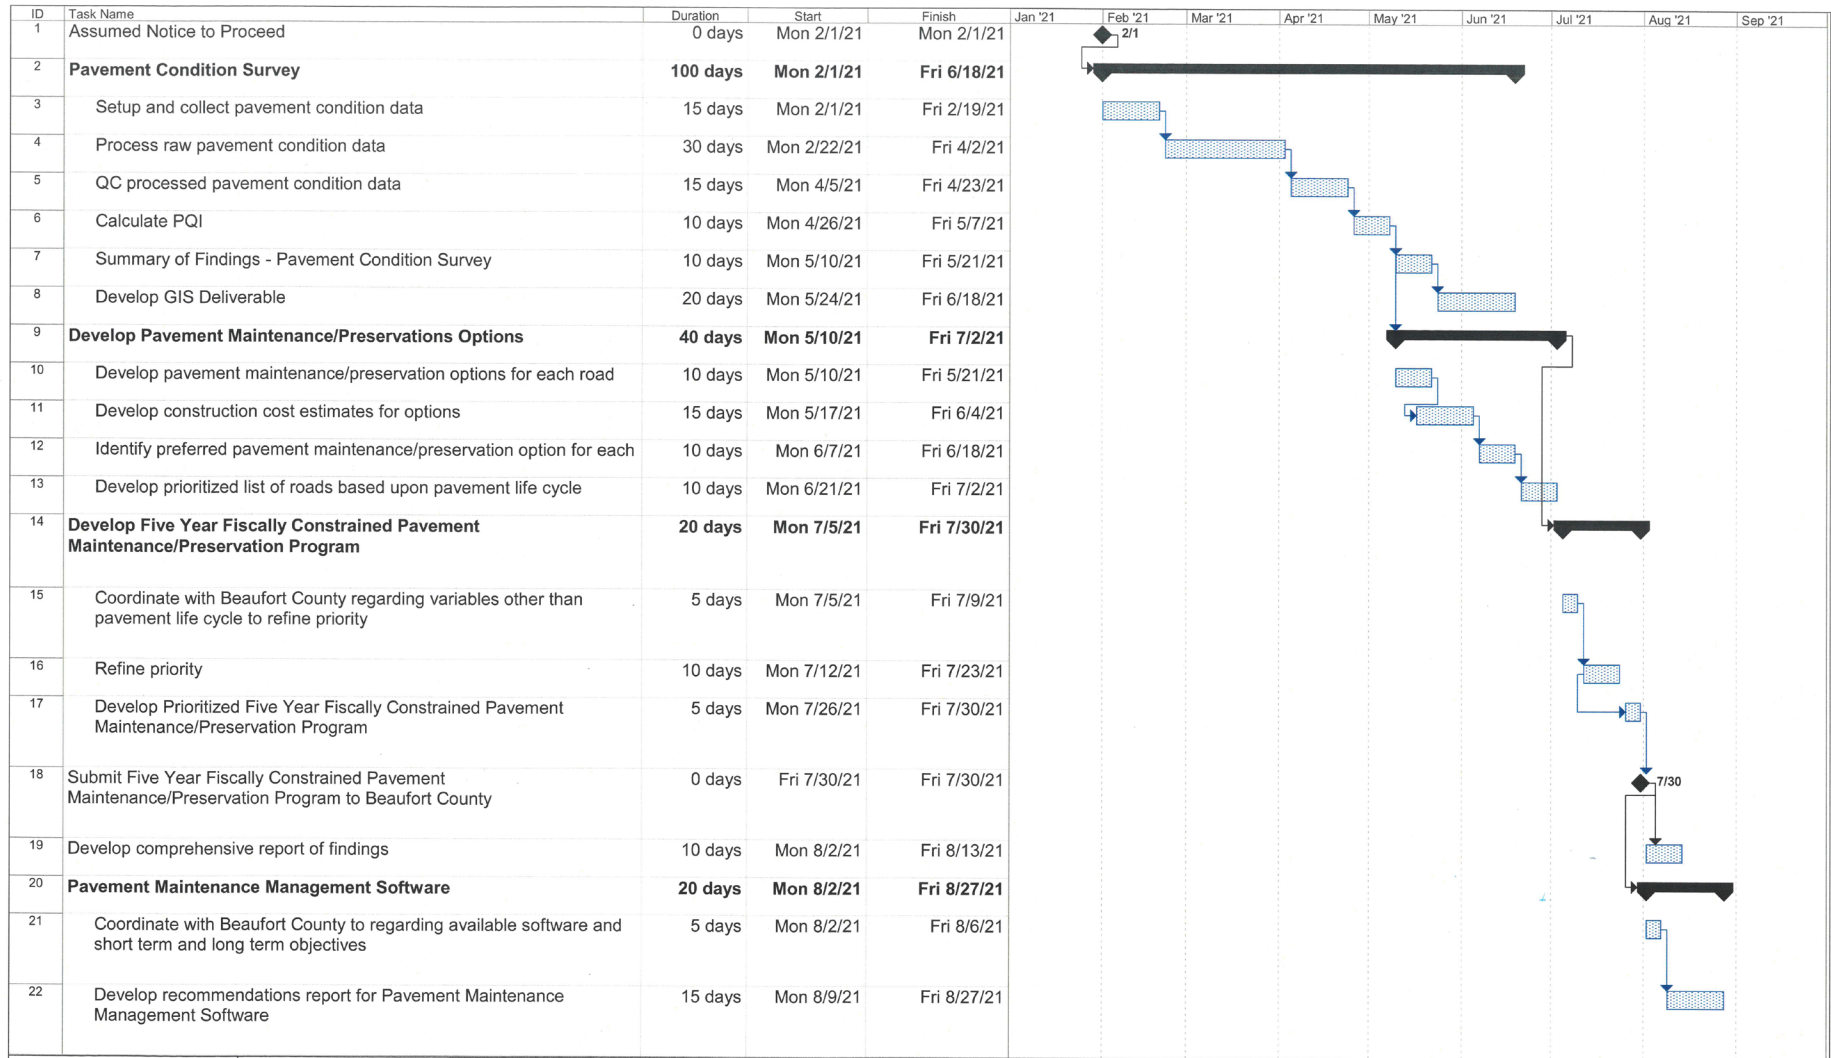 ID Task Name Duration Start Finish Jan '21 Feb '21 Mar '21 Apr '21 May '21 Jun '21 Jul '21 Aug '21 Sep '21
1 Assumed Notice to Proceed 0 days Mon 2/1/21 Mon 2/1/21 2/1
2 Pavement Condition Survey 100 days Mon 2/1/21 Fri 6/18/21
3 Setup and collect pavement condition data 15 days Mon 2/1/21 Fri 2/19/21
4 Process raw pavement condition data 30 days Mon 2/22/21 Fri 4/2/21
5 QC processed pavement condition data 15 days Mon 4/5/21 Fri 4/23/21
6 Calculate PQI 10 days Mon 4/26/21 Fri 5/7/21
7 Summary of Findings - Pavement Condition Survey 10 days Mon 5/10/21 Fri 5/21/21
8 Develop GIS Deliverable 20 days Mon 5/24/21 Fri 6/18/21
9 Develop Pavement Maintenance/Preservations Options 40 days Mon 5/10/21 Fri 7/2/21
10 Develop pavement maintenance/preservation options for each road 10 days Mon 5/10/21 Fri 5/21/21
11 Develop construction cost estimates for options 15 days Mon 5/17/21 Fri 6/4/21
12 Identify preferred pavement maintenance/preservation option for each 10 days Mon 6/7/21 Fri 6/18/21
13 Develop prioritized list of roads based upon pavement life cycle 10 days Mon 6/21/21 Fri 7/2/21
14 Develop Five Year Fiscally Constrained Pavement 20 days Mon 7/5/21 Fri 7/30/21
Maintenance/Preservation Program
15 Coordinate with Beaufort County regarding variables other than 5 days Mon 7/5/21 Fri 7/9/21
pavement life cycle to refine priority
16 Refine priority 10 days Mon 7/12/21 Fri 7/23/21
17 Develop Prioritized Five Year Fiscally Constrained Pavement 5 days Mon 7/26/21 Fri 7/30/21
Maintenance/Preservation Program
18 Submit Five Year Fiscally Constrained Pavement 0 days Fri 7/30/21 Fri 7/30/21 7/30
Maintenance/Preservation Program to Beaufort County
19 Develop comprehensive report of findings 10 days Mon 8/2/21 Fri 8/13/21
20 Pavement Maintenance Management Software 20 days Mon 8/2/21 Fri 8/27/21
21 Coordinate with Beaufort County to regarding available software and 5 days Mon 8/2/21 Fri 8/6/21
short term and long term objectives
22 Develop recommendations report for Pavement Maintenance 15 days Mon 8/9/21 Fri 8/27/21
Management Software